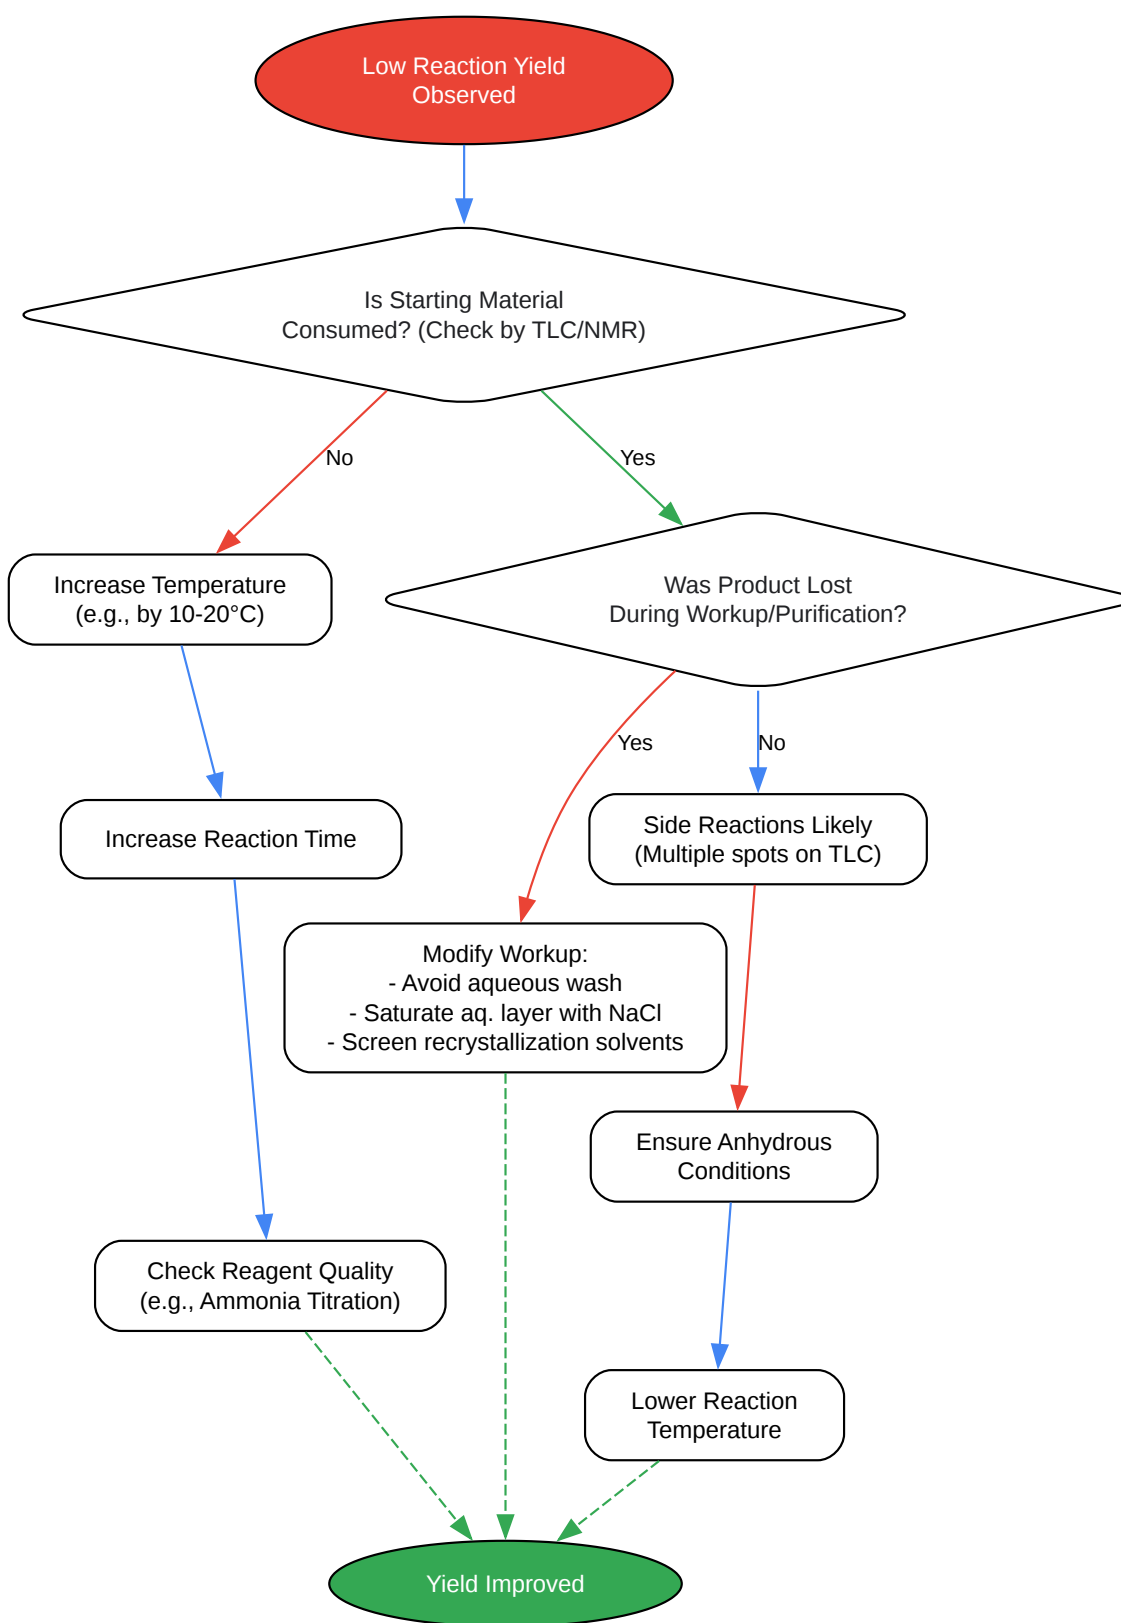 Low Reaction Yield
Observed
Is Starting Material
Consumed? (Check by TLC/NMR)
No
Yes
Increase Temperature
(e.g., by 10-20°C)
Was Product Lost
During Workup/Purification?
Yes
No
Increase Reaction Time
Side Reactions Likely
(Multiple spots on TLC)
Modify Workup:
- Avoid aqueous wash
- Saturate aq. layer with NaCl
- Screen recrystallization solvents
Ensure Anhydrous
Conditions
Check Reagent Quality
(e.g., Ammonia Titration)
Lower Reaction
Temperature
Yield Improved